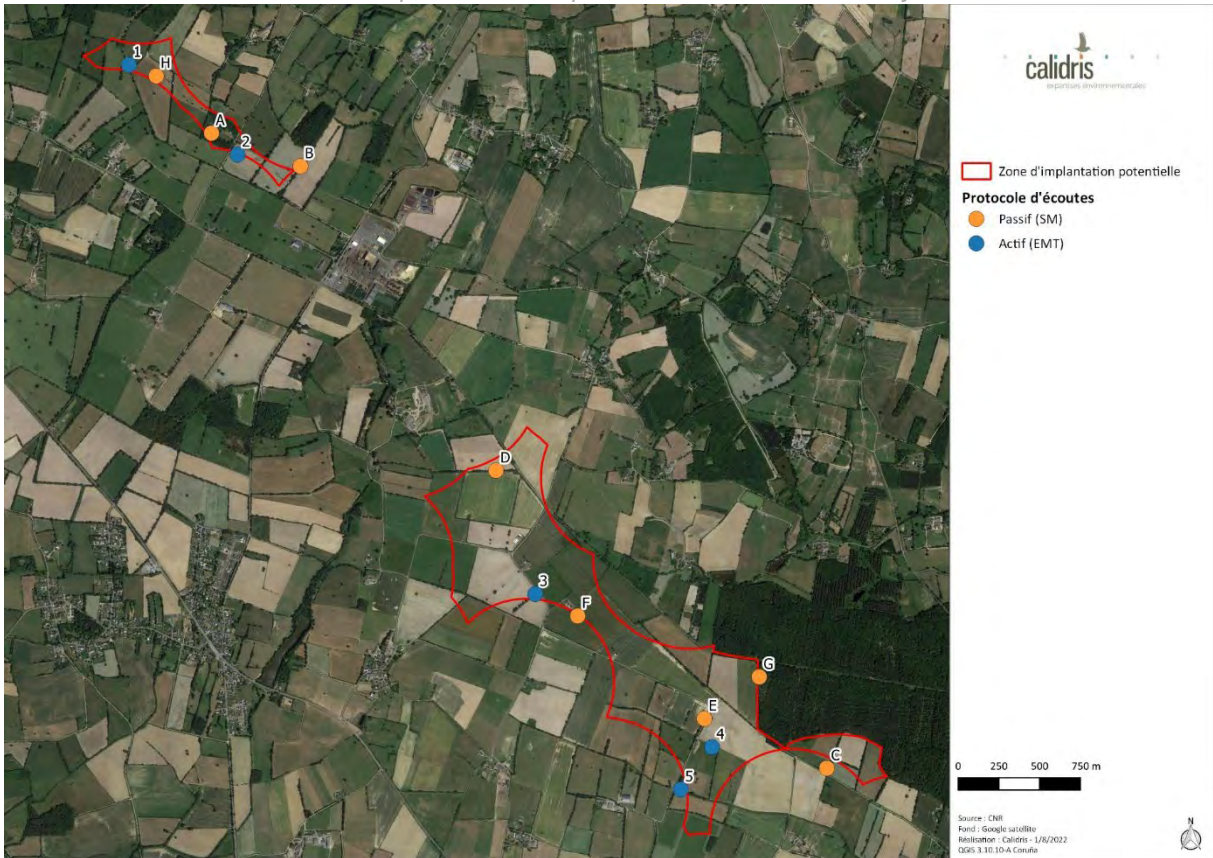 calidris
expertises environnementales
Zone d'implantation potentielle
Protocole d'écoutes
Passif (SM)
Actif (EMT)
1
H
A
2
B
D
3
F
G
E
4
C
5
0 250 500 750 m
Source : CNR
Fond : Google satellite
Réalisation : Calidris - 1/8/2022
QGIS 3.10.10-A Coruña
N